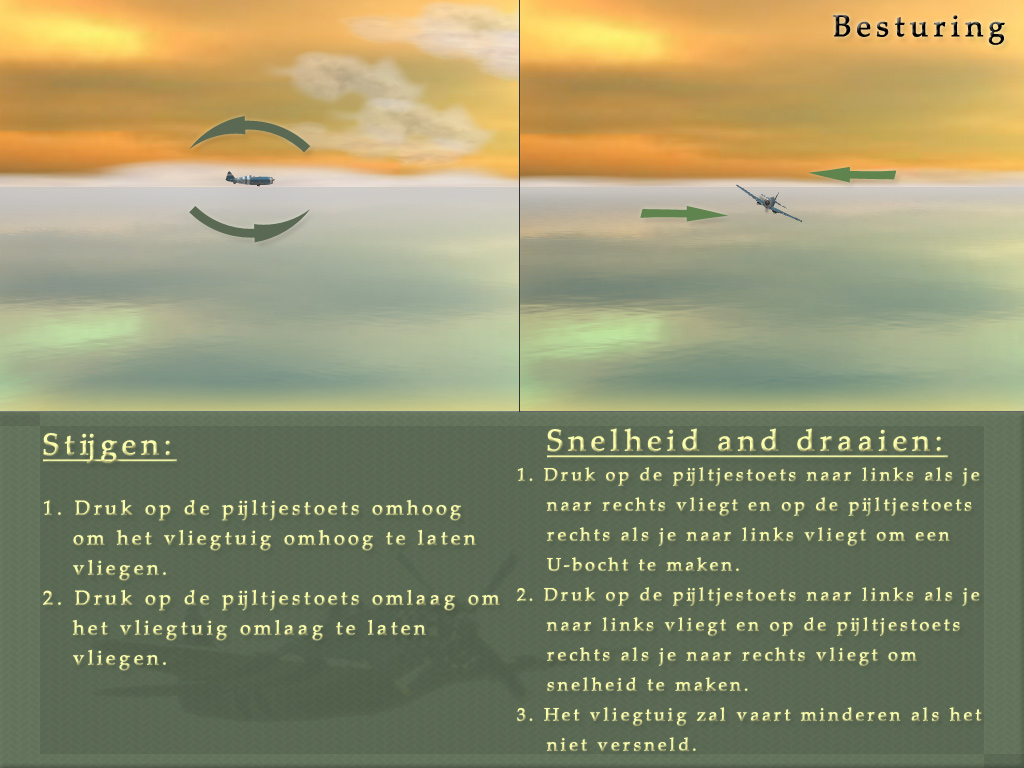 Besturing
Stijgen:
1. Druk op de pijltjestoets omhoog
om het vliegtuig omhoog te laten
vliegen.
2. Druk op de pijltjestoets omlaag om
het vliegtuig omlaag te laten
vliegen.
Snelheid and draaien:
1. Druk op de pijltjestoets naar links als je
naar rechts vliegt en op de pijltjestoets
rechts als je naar links vliegt om een
U-bocht te maken.
2. Druk op de pijltjestoets naar links als je
naar links vliegt en op de pijltjestoets
rechts als je naar rechts vliegt om
snelheid te maken.
3. Het vliegtuig zal vaart minderen als het
niet versneld.